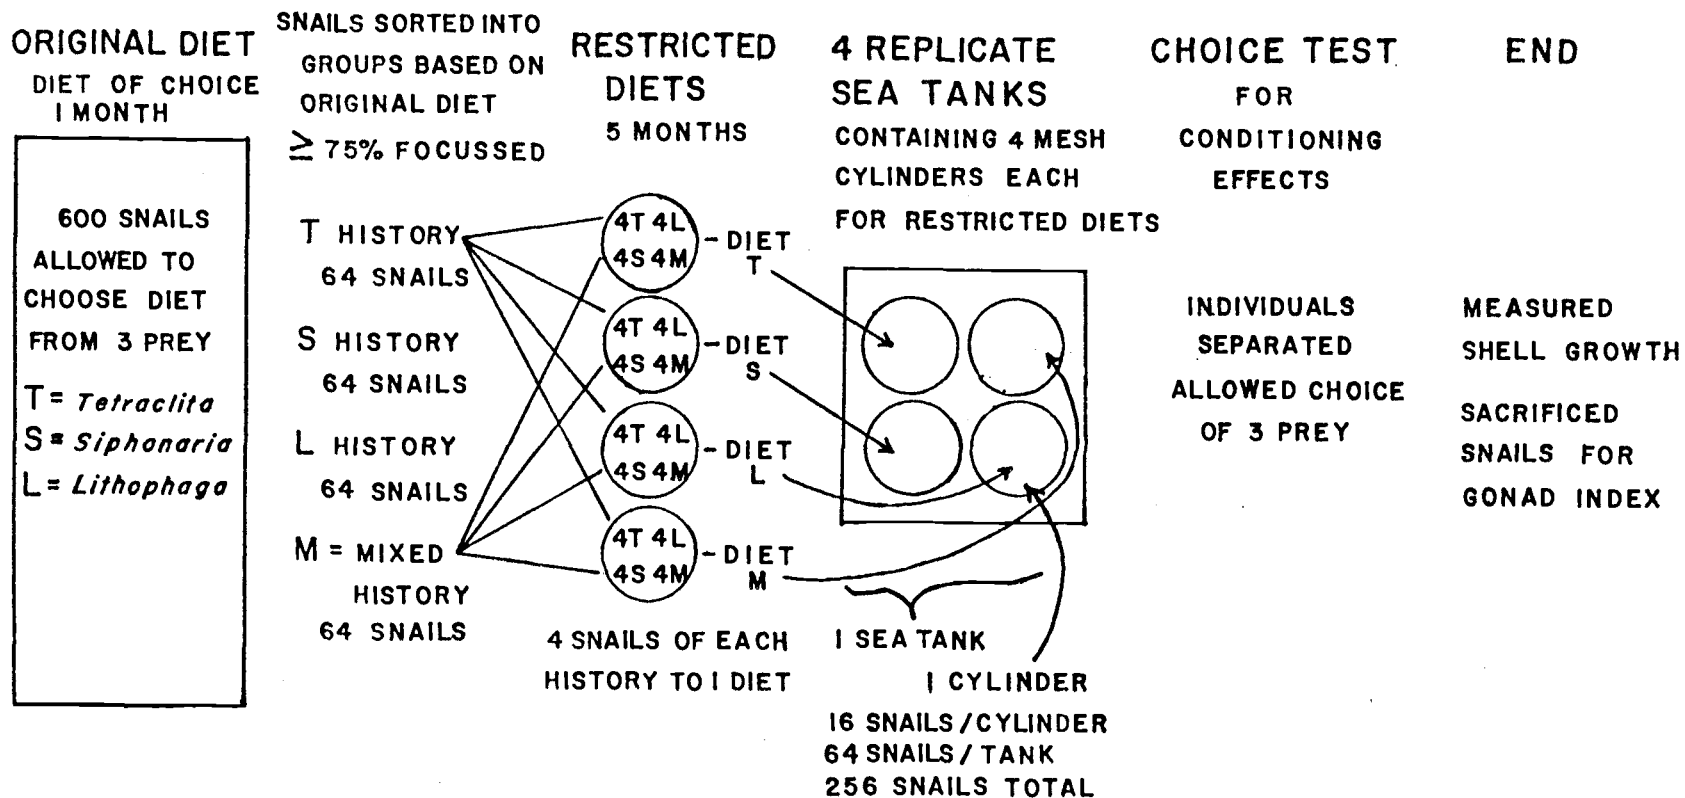 ORIGINAL DIET
DIET OF CHOICE
1 MONTH
600 SNAILS
ALLOWED TO
CHOOSE DIET
FROM 3 PREY
T = Tetraclita
S = Siphonaria
L = Lithophaga
SNAILS SORTED INTO
GROUPS BASED ON
ORIGINAL DIET
≥ 75% FOCUSSED
T HISTORY
64 SNAILS
S HISTORY
64 SNAILS
L HISTORY
64 SNAILS
M = MIXED
HISTORY
64 SNAILS
RESTRICTED
DIETS
5 MONTHS
4T 4L
4S 4M
- DIET
T
4T 4L
4S 4M
- DIET
S
4T 4L
4S 4M
- DIET
L
4T 4L
4S 4M
- DIET
M
4 SNAILS OF EACH
HISTORY TO 1 DIET
4 REPLICATE
SEA TANKS
CONTAINING 4 MESH
CYLINDERS EACH
FOR RESTRICTED DIETS
1 SEA TANK
1 CYLINDER
16 SNAILS/CYLINDER
64 SNAILS/TANK
256 SNAILS TOTAL
CHOICE TEST
FOR
CONDITIONING
EFFECTS
INDIVIDUALS
SEPARATED
ALLOWED CHOICE
OF 3 PREY
END
MEASURED
SHELL GROWTH
SACRIFICED
SNAILS FOR
GONAD INDEX